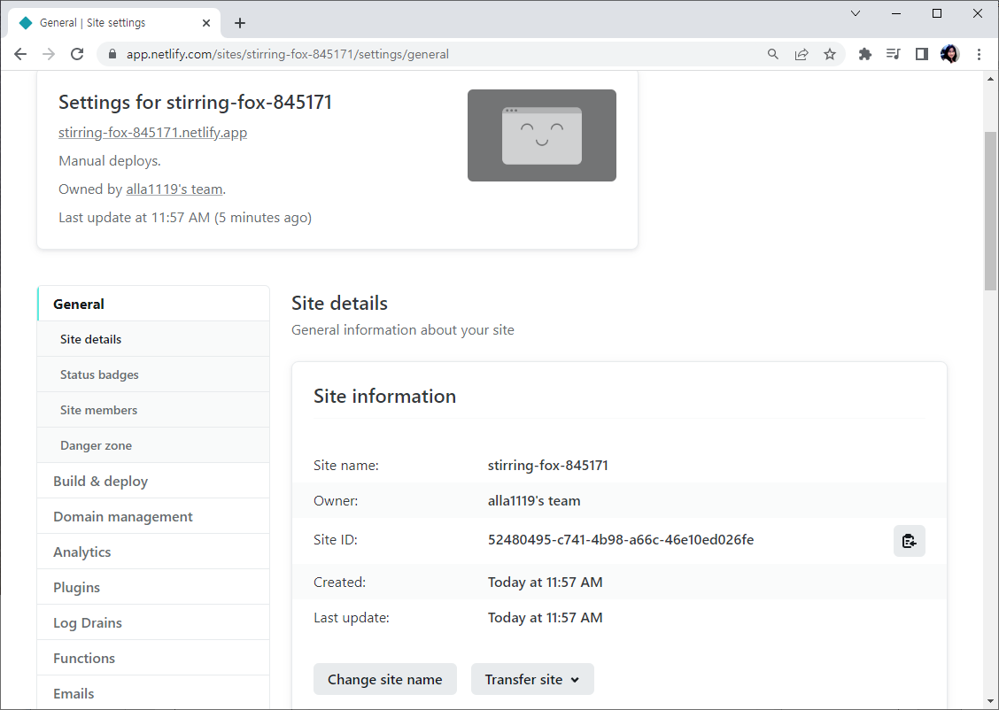 General | Site settings
app.netlify.com/sites/stirring-fox-845171/settings/general
Settings for stirring-fox-845171
stirring-fox-845171.netlify.app
Manual deploys.
Owned by alla1119's team.
Last update at 11:57 AM (5 minutes ago)
General
Site details
Status badges
Site members
Danger zone
Build & deploy
Domain management
Analytics
Plugins
Log Drains
Functions
Emails
Site details
General information about your site
Site information
Site name: stirring-fox-845171
Owner: alla1119's team
Site ID: 52480495-c741-4b98-a66c-46e10ed026fe
Created: Today at 11:57 AM
Last update: Today at 11:57 AM
Change site name Transfer site